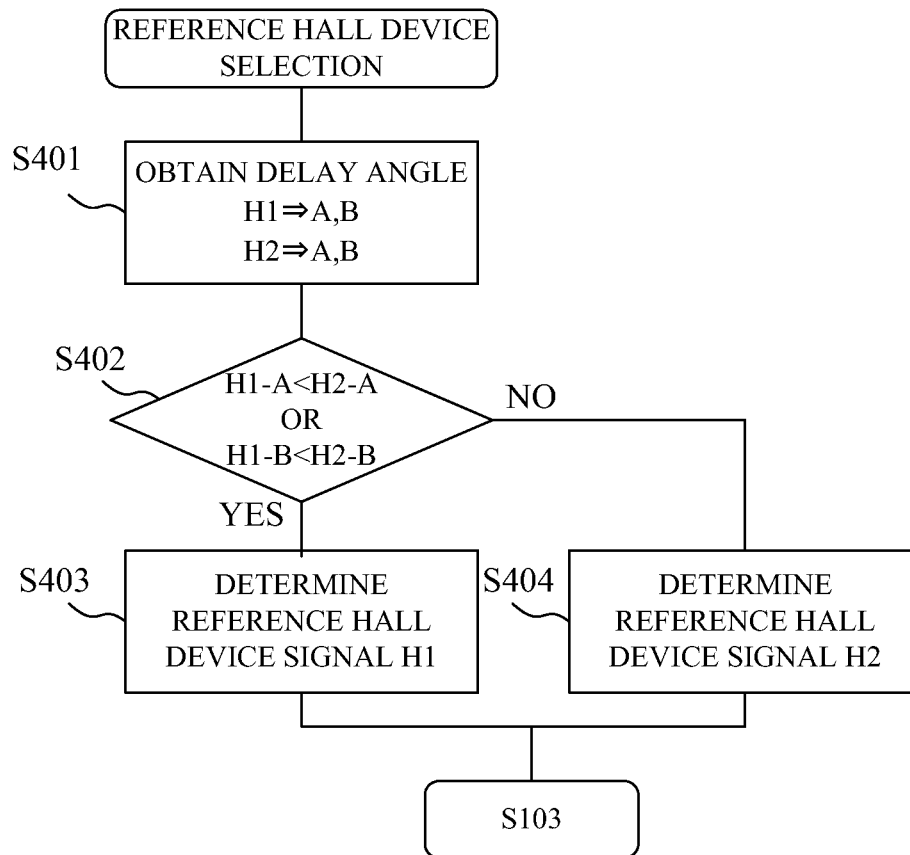 REFERENCE HALL DEVICE
SELECTION
S401
OBTAIN DELAY ANGLE
H1⇒A,B
H2⇒A,B
S402
H1-A<H2-A
OR
H1-B<H2-B
NO
YES
S403
DETERMINE
REFERENCE HALL
DEVICE SIGNAL H1
S404
DETERMINE
REFERENCE HALL
DEVICE SIGNAL H2
S103